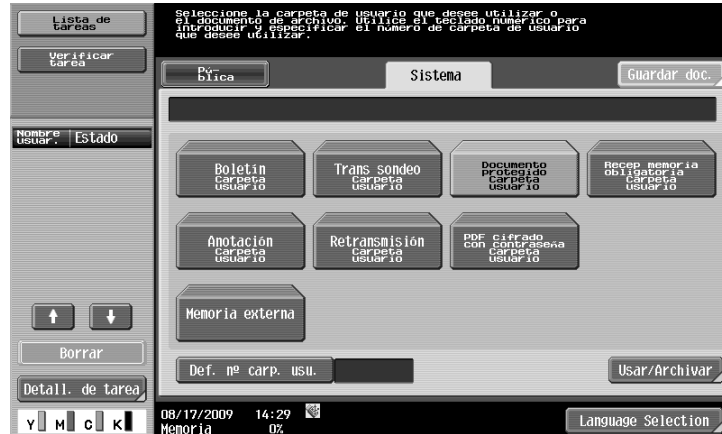 Lista de
tareas
Seleccione la carpeta de usuario que desee utilizar o
el documento de archivo. Utilice el teclado numérico para
introducir y especificar el número de carpeta de usuario
que desee utilizar.
Verificar
tarea
Pú-
blica
Sistema
Guardar doc.
Nombre
usuar.
Estado
Boletín
Carpeta
usuario
Trans sondeo
Carpeta
usuario
Documento
protegido
Carpeta
usuario
Recep memoria
obligatoria
Carpeta
usuario
Anotación
Carpeta
usuario
Retransmisión
Carpeta
usuario
PDF cifrado
con contraseña
Carpeta
usuario
Memoria externa
Borrar
Def. nº carp. usu.
Usar/Archivar
Detall. de tarea
Y M C K
08/17/2009 14:29
Memoria 0%
Language Selection